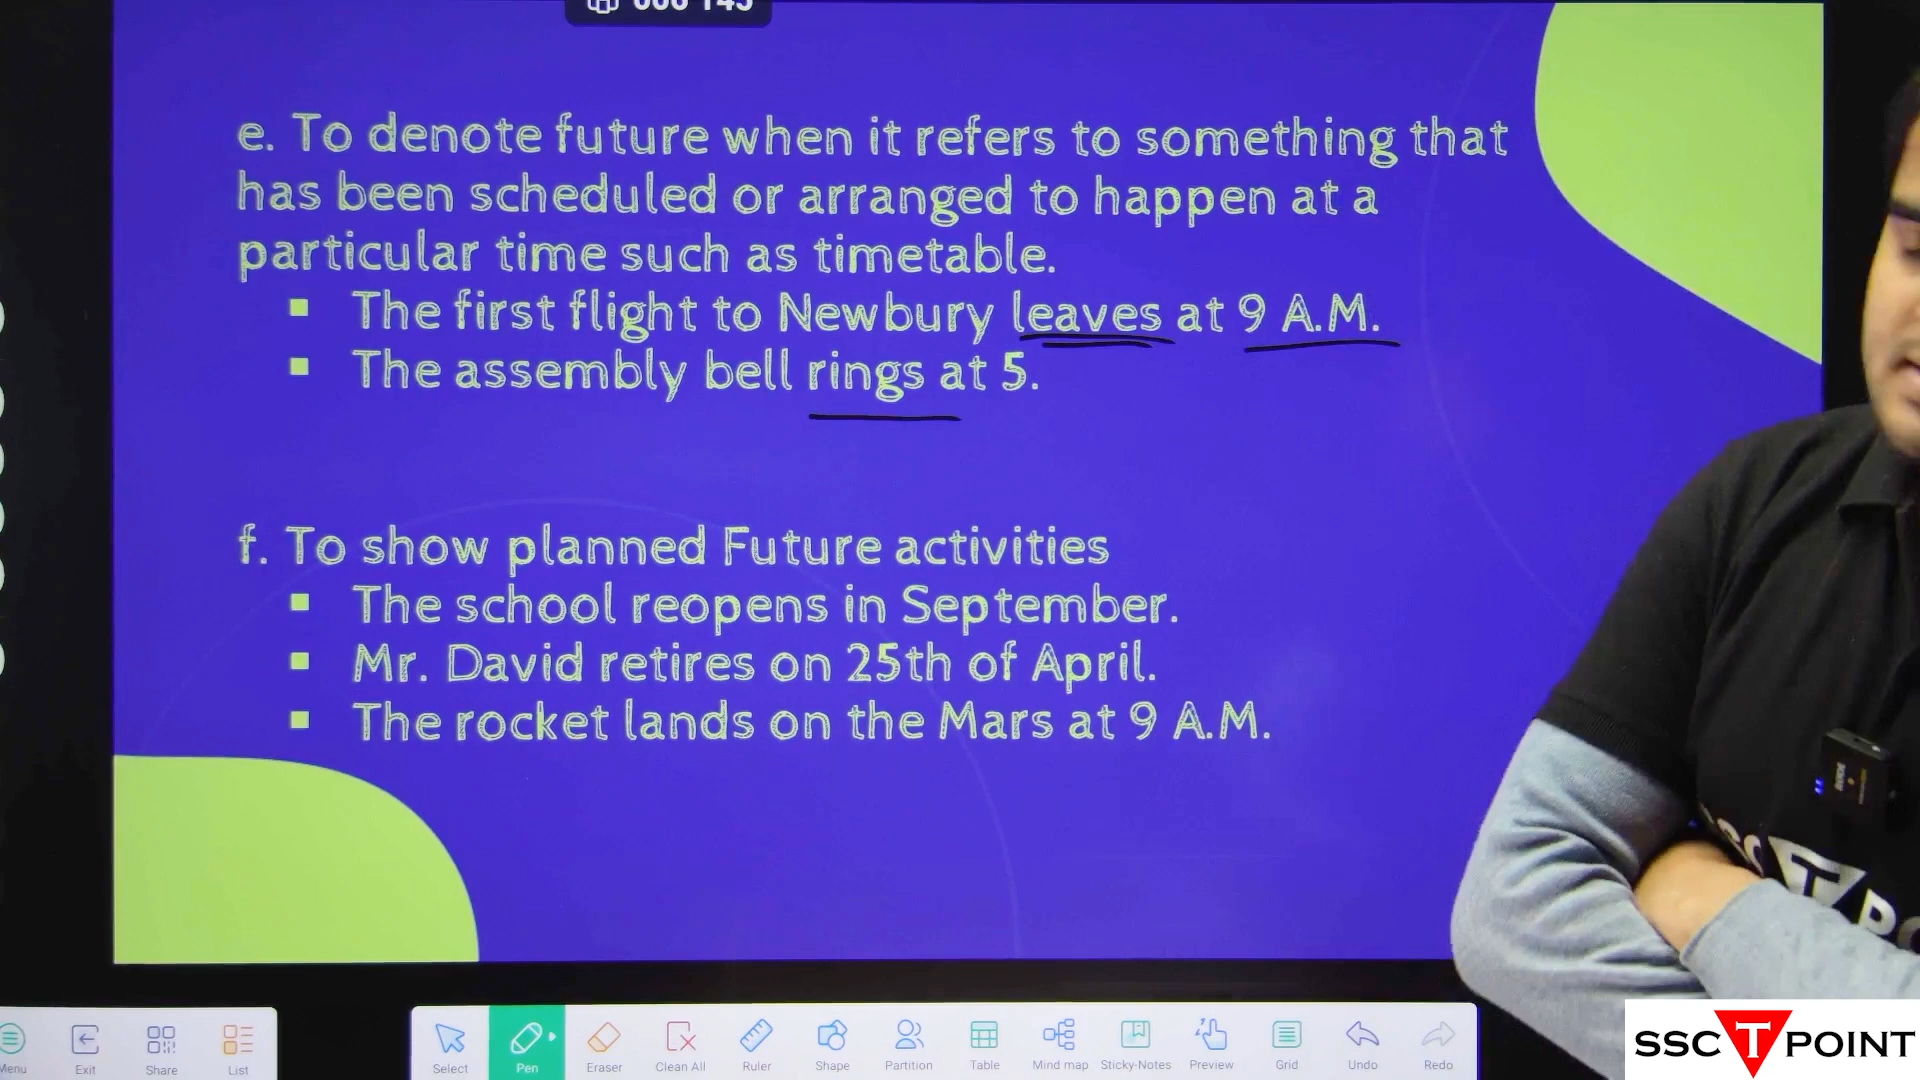 e. To denote future when it refers to something that
has been scheduled or arranged to happen at a
particular time such as timetable.
▪ The first flight to Newbury leaves at 9 A.M.
▪ The assembly bell rings at 5.
f. To show planned Future activities
▪ The school reopens in September.
▪ Mr. David retires on 25th of April.
▪ The rocket lands on the Mars at 9 A.M.
Menu Exit Share List Select Pen Eraser Clean All Ruler Shape Partition Table Mind map Sticky-Notes Preview Grid Undo Redo
SSC T POINT